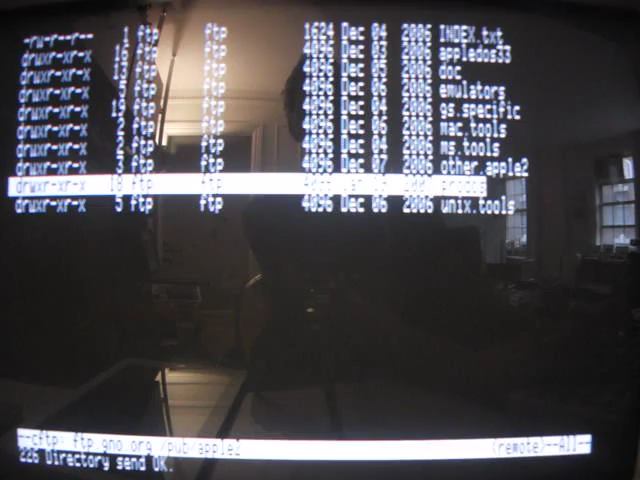 -rw-r--r-- 1 ftp ftp 1624 Dec 04 2006 INDEX.txt
drwxr-xr-x ftp ftp 4096 Dec 03 2006 appledos33
drwxr-xr-x ftp ftp 4096 Dec 05 2006 doc
drwxr-xr-x ftp ftp 4096 Dec 06 2006 emulators
drwxr-xr-x ftp ftp 4096 Dec 04 2006 gs.specific
drwxr-xr-x 2 ftp ftp 4096 Dec 06 2006 mac.tools
drwxr-xr-x 2 ftp ftp 4096 Dec 04 2006 ms.tools
drwxr-xr-x 3 ftp ftp 4096 Dec 07 2006 other.apple2
drwxr-xr-x 18 ftp ftp 4096 prodos
drwxr-xr-x 5 ftp ftp 4096 Dec 06 2006 unix.tools
--cftp: ftp.gno.org /pub/apple2 (remote)--All--
226 Directory send OK.